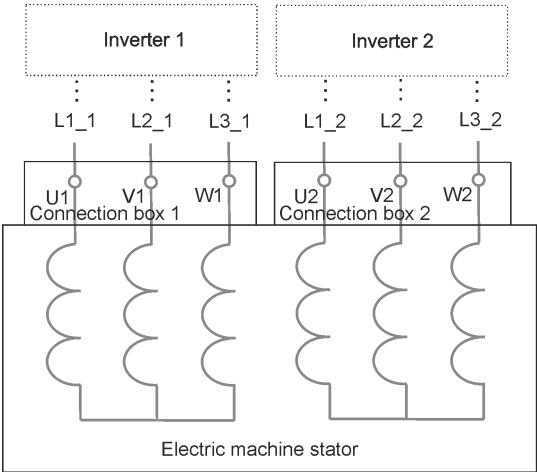 Inverter 1
Inverter 2
L1_1 L2_1 L3_1
L1_2 L2_2 L3_2
U1 V1 W1
U2 V2 W2
Connection box 1
Connection box 2
Electric machine stator